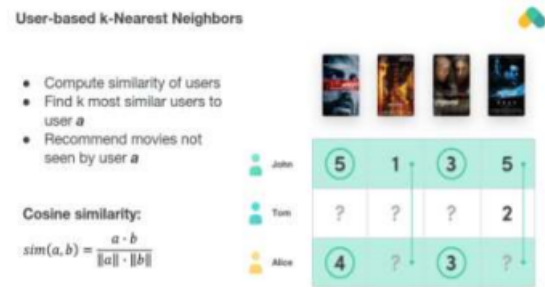 User-based k-Nearest Neighbors
• Compute similarity of users
• Find k most similar users to
user a
• Recommend movies not
seen by user a
Cosine similarity:
sim(a, b) = a · b / ‖a‖ · ‖b‖
John 5 1 3 5
Tom ? ? ? 2
Alice 4 ? 3 ?